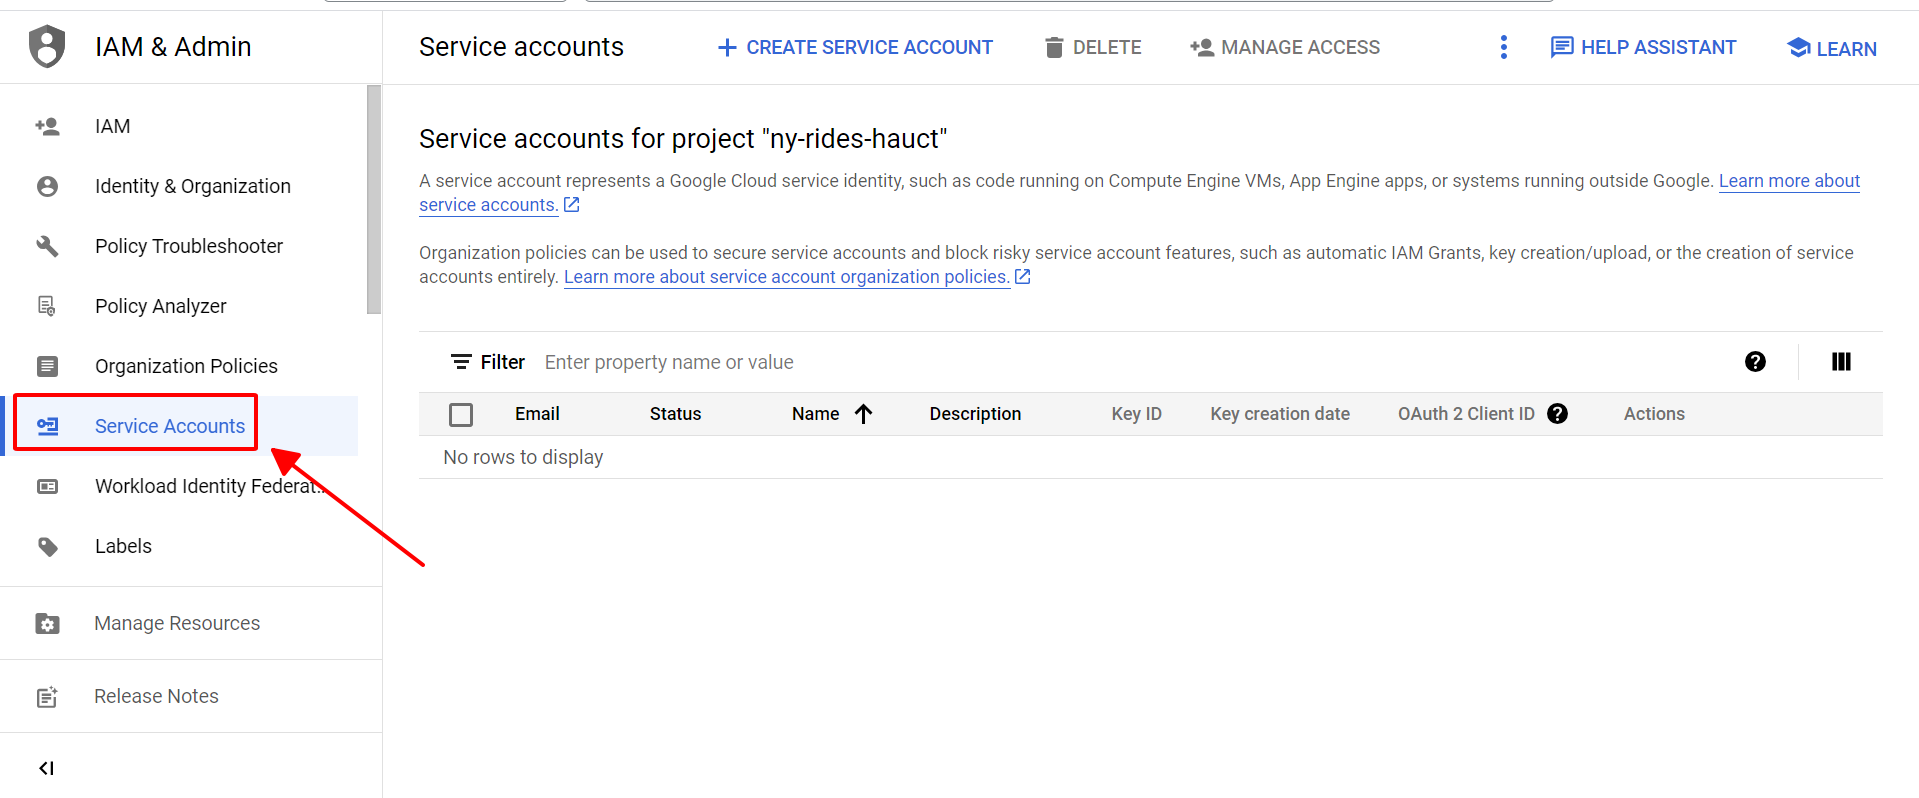 IAM & Admin
IAM
Identity & Organization
Policy Troubleshooter
Policy Analyzer
Organization Policies
Service Accounts
Workload Identity Federat...
Labels
Manage Resources
Release Notes
Service accounts
CREATE SERVICE ACCOUNT
DELETE
MANAGE ACCESS
HELP ASSISTANT
LEARN
Service accounts for project "ny-rides-hauct"
A service account represents a Google Cloud service identity, such as code running on Compute Engine VMs, App Engine apps, or systems running outside Google. Learn more about
service accounts.
Organization policies can be used to secure service accounts and block risky service account features, such as automatic IAM Grants, key creation/upload, or the creation of service
accounts entirely. Learn more about service account organization policies.
Filter Enter property name or value
Email Status Name Description Key ID Key creation date OAuth 2 Client ID Actions
No rows to display